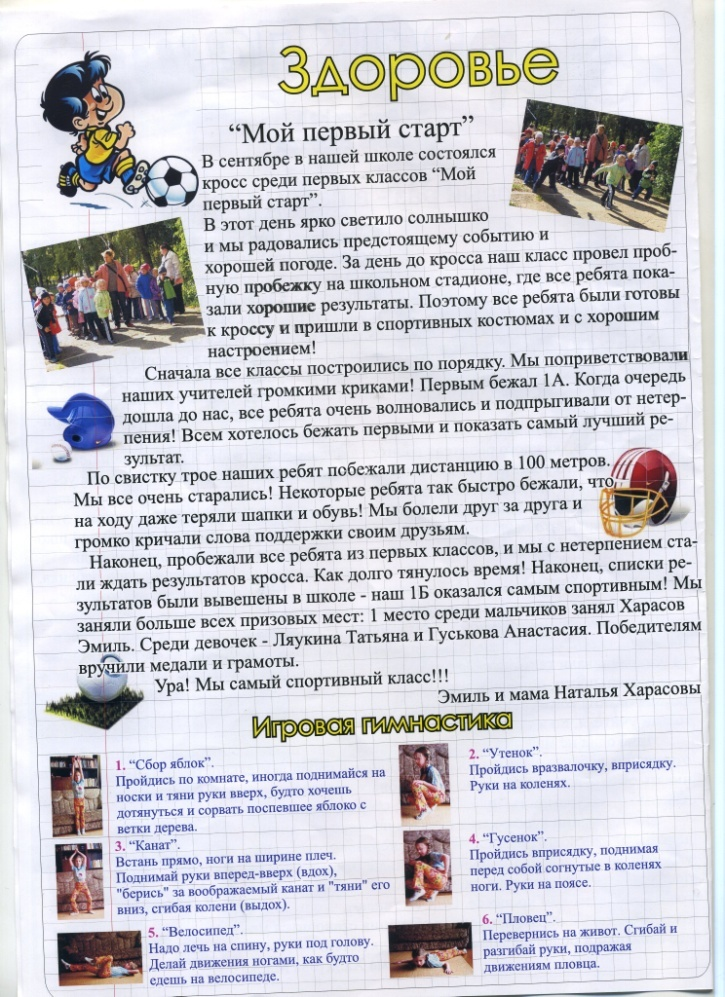 Здоровье
“Мой первый старт”
В сентябре в нашей школе состоялся
кросс среди первых классов “Мой
первый старт”.
В этот день ярко светило солнышко
и мы радовались предстоящему событию и
хорошей погоде. За день до кросса наш класс провел проб-
ную пробежку на школьном стадионе, где все ребята пока-
зали хорошие результаты. Поэтому все ребята были готовы
к кроссу и пришли в спортивных костюмах и с хорошим
настроением!
Сначала все классы построились по порядку. Мы поприветствовали
наших учителей громкими криками! Первым бежал 1А. Когда очередь
дошла до нас, все ребята очень волновались и подпрыгивали от нетер-
пения! Всем хотелось бежать первыми и показать самый лучший ре-
зультат.
По свистку трое наших ребят побежали дистанцию в 100 метров.
Мы все очень старались! Некоторые ребята так быстро бежали, что
на ходу даже теряли шапки и обувь! Мы болели друг за друга и
громко кричали слова поддержки своим друзьям.
Наконец, пробежали все ребята из первых классов, и мы с нетерпением ста-
ли ждать результатов кросса. Как долго тянулось время! Наконец, списки ре-
зультатов были вывешены в школе - наш 1Б оказался самым спортивным! Мы
заняли больше всех призовых мест: 1 место среди мальчиков занял Харасов
Эмиль. Среди девочек - Ляукина Татьяна и Гуськова Анастасия. Победителям
вручили медали и грамоты.
Ура! Мы самый спортивный класс!!!
Эмиль и мама Наталья Харасовы
Игровая гимнастика
1. “Сбор яблок”.
Пройдись по комнате, иногда поднимайся на
носки и тяни руки вверх, будто хочешь
дотянуться и сорвать поспевшее яблоко с
ветки дерева.
2. “Утенок”.
Пройдись вразвалочку, вприсядку.
Руки на коленях.
3. “Канат”.
Встань прямо, ноги на ширине плеч.
Поднимай руки вперед-вверх (вдох),
"берись" за воображаемый канат и "тяни" его
вниз, сгибая колени (выдох).
4. “Гусенок”.
Пройдись вприсядку, поднимая
перед собой согнутые в коленях
ноги. Руки на поясе.
5. “Велосипед”.
Надо лечь на спину, руки под голову.
Делай движения ногами, как будто
едешь на велосипеде.
6. “Пловец”.
Перевернись на живот. Сгибай и
разгибай руки, подражая
движениям пловца.